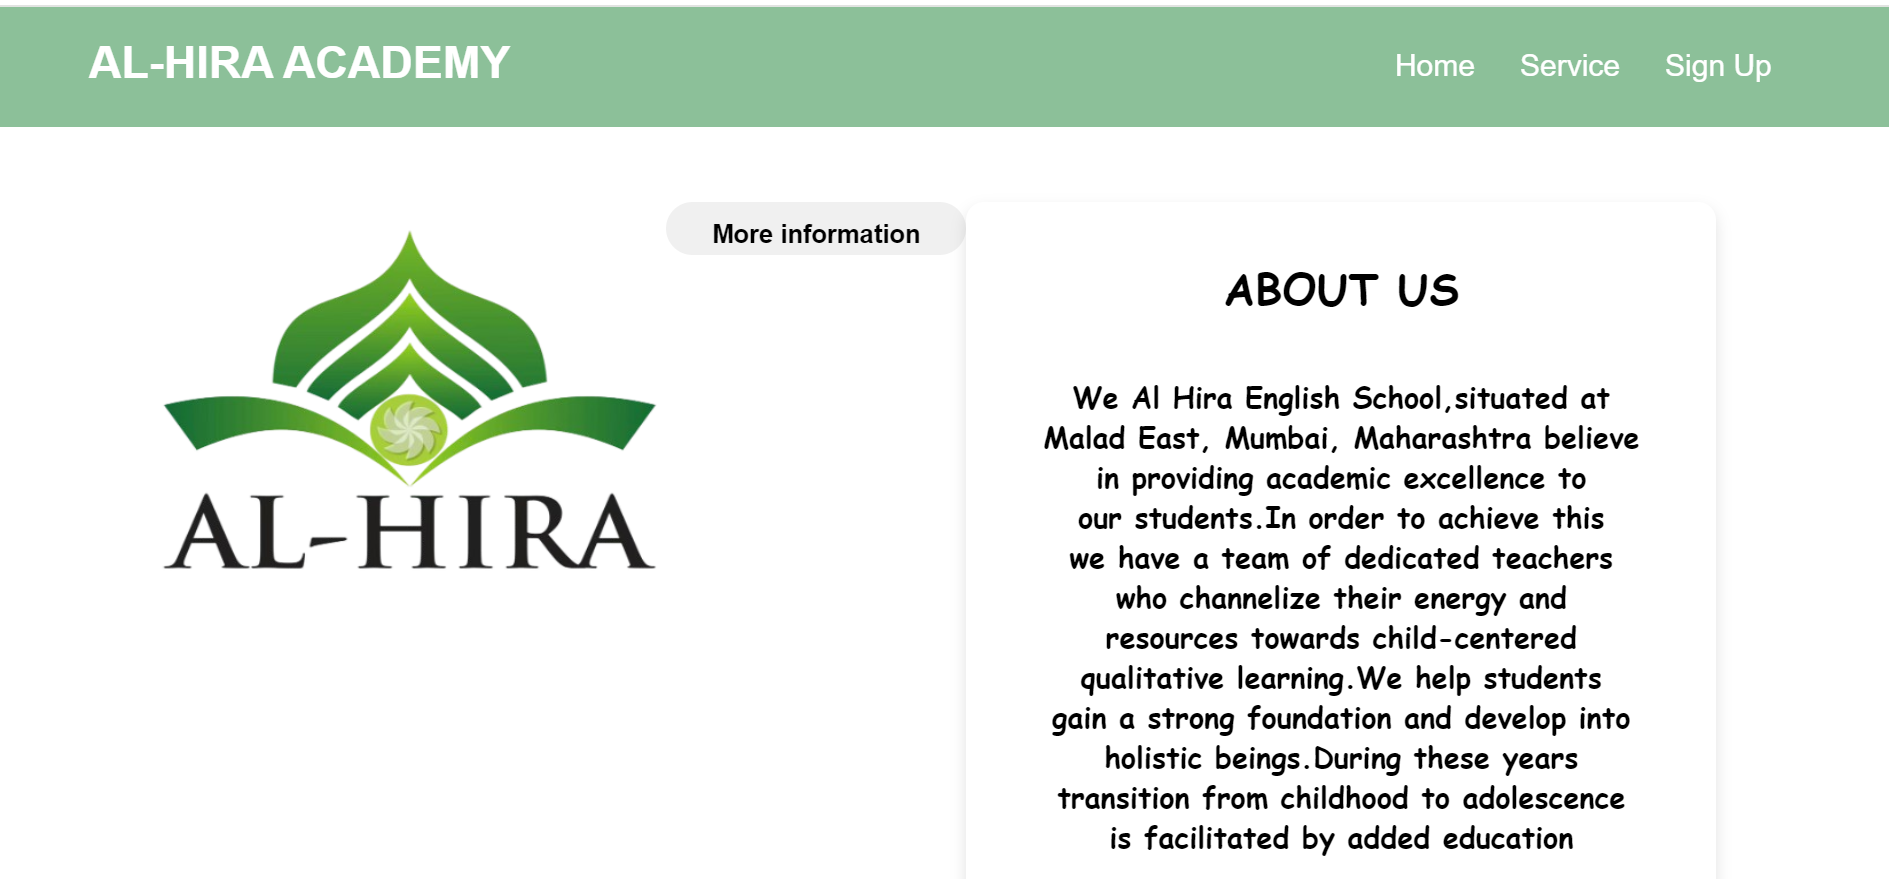 AL-HIRA ACADEMY
Home Service Sign Up
AL-HIRA
More information
ABOUT US
We Al Hira English School,situated at
Malad East, Mumbai, Maharashtra believe
in providing academic excellence to
our students.In order to achieve this
we have a team of dedicated teachers
who channelize their energy and
resources towards child-centered
qualitative learning.We help students
gain a strong foundation and develop into
holistic beings.During these years
transition from childhood to adolescence
is facilitated by added education